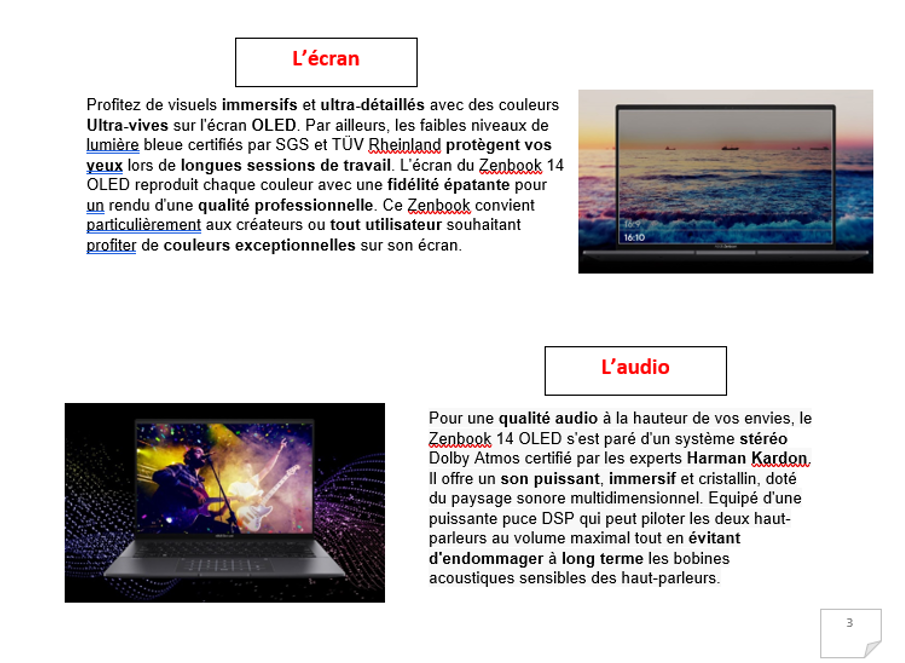 L'écran
Profitez de visuels immersifs et ultra-détaillés avec des couleurs
Ultra-vives sur l'écran OLED. Par ailleurs, les faibles niveaux de
lumière bleue certifiés par SGS et TÜV Rheinland protègent vos
yeux lors de longues sessions de travail. L'écran du Zenbook 14
OLED reproduit chaque couleur avec une fidélité épatante pour
un rendu d'une qualité professionnelle. Ce Zenbook convient
particulièrement aux créateurs ou tout utilisateur souhaitant
profiter de couleurs exceptionnelles sur son écran.
16:9
16:10
L'audio
Pour une qualité audio à la hauteur de vos envies, le
Zenbook 14 OLED s'est paré d'un système stéréo
Dolby Atmos certifié par les experts Harman Kardon.
Il offre un son puissant, immersif et cristallin, doté
du paysage sonore multidimensionnel. Equipé d'une
puissante puce DSP qui peut piloter les deux haut-
parleurs au volume maximal tout en évitant
d'endommager à long terme les bobines
acoustiques sensibles des haut-parleurs.
3